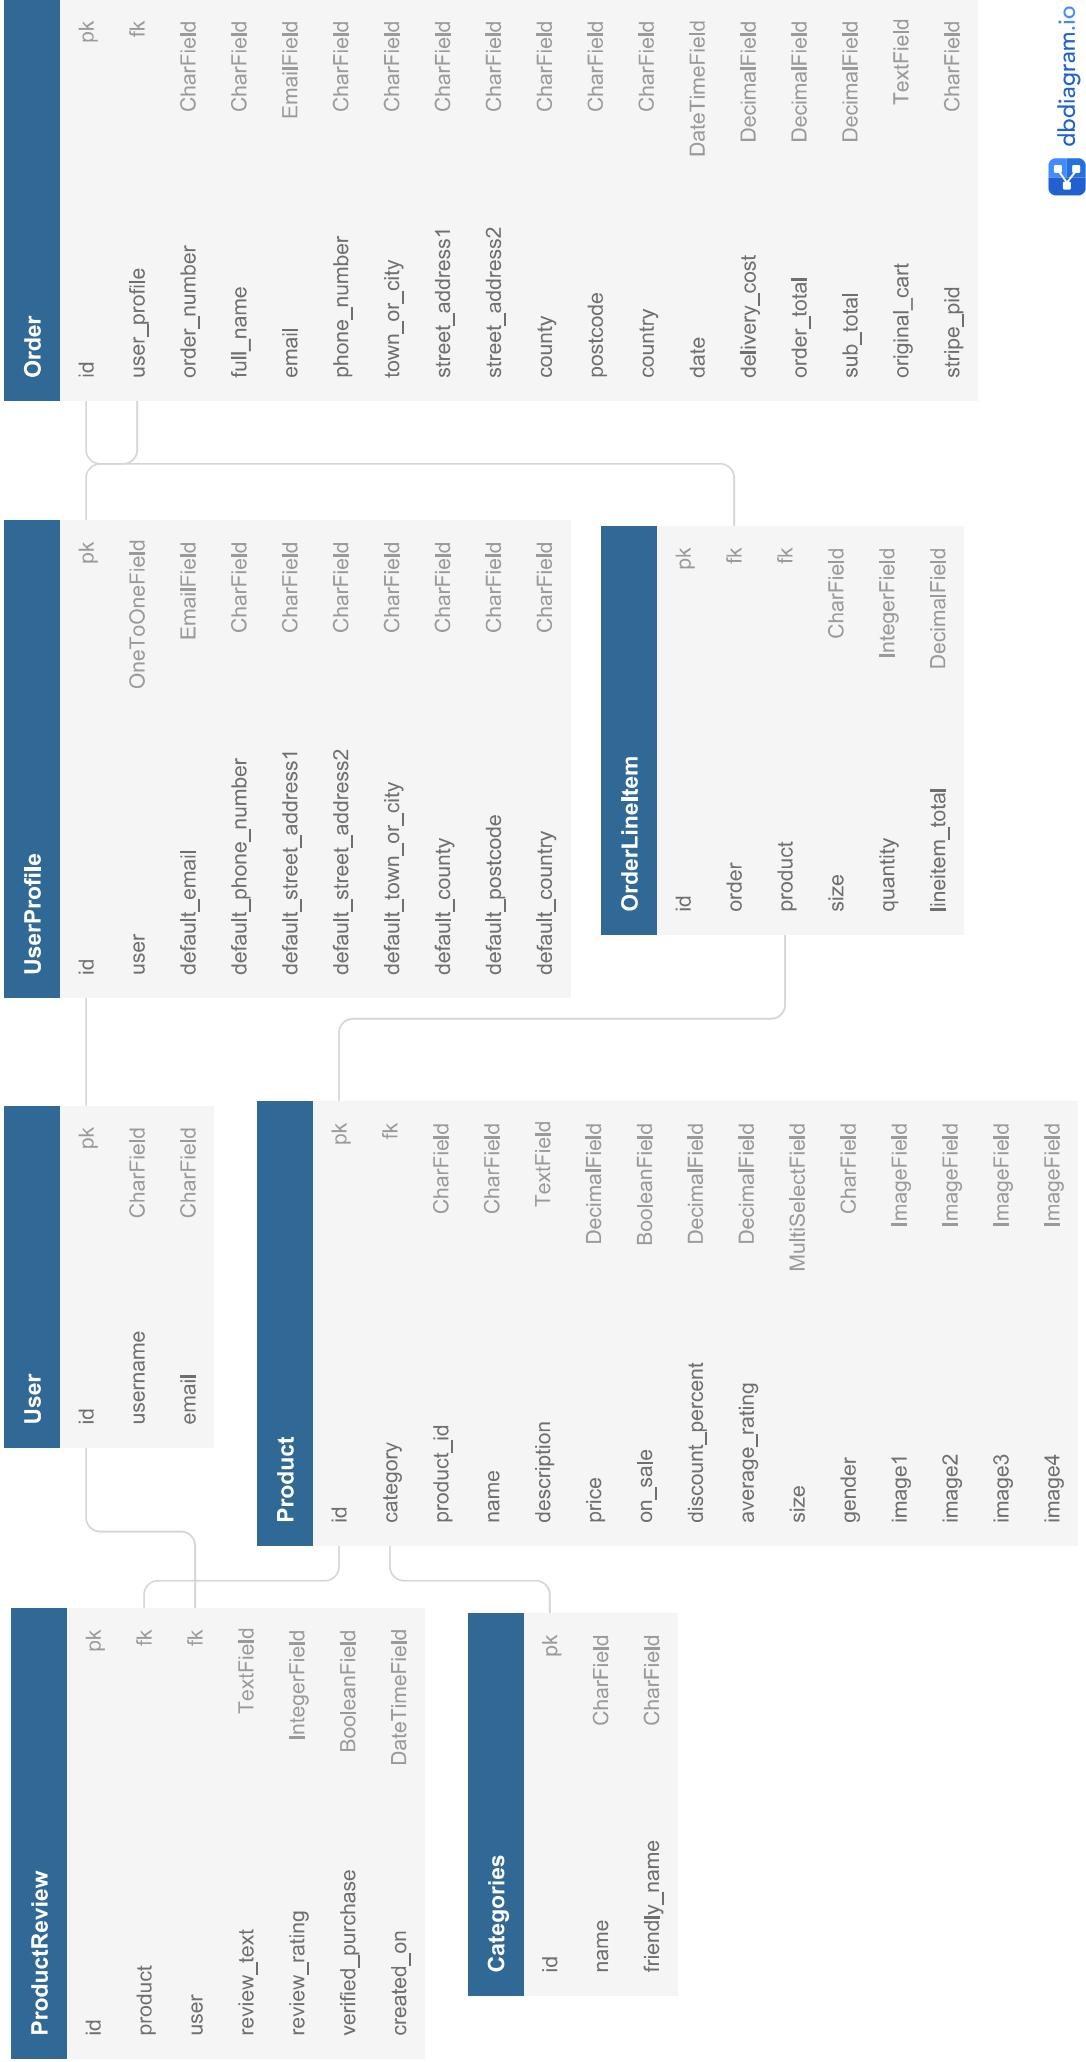 ProductReview
id pk
product fk
user fk
review_text TextField
review_rating IntegerField
verified_purchase BooleanField
created_on DateTimeField
Categories
id pk
name CharField
friendly_name CharField
User
id pk
username CharField
email CharField
Product
id pk
category fk
product_id CharField
name CharField
description TextField
price DecimalField
on_sale BooleanField
discount_percent DecimalField
average_rating DecimalField
size MultiSelectField
gender CharField
image1 ImageField
image2 ImageField
image3 ImageField
image4 ImageField
UserProfile
id pk
user OneToOneField
default_email EmailField
default_phone_number CharField
default_street_address1 CharField
default_street_address2 CharField
default_town_or_city CharField
default_county CharField
default_postcode CharField
default_country CharField
OrderLineItem
id pk
order fk
product fk
size CharField
quantity IntegerField
lineitem_total DecimalField
Order
id pk
user_profile fk
order_number CharField
full_name CharField
email EmailField
phone_number CharField
town_or_city CharField
street_address1 CharField
street_address2 CharField
county CharField
postcode CharField
country CharField
date DateTimeField
delivery_cost DecimalField
order_total DecimalField
sub_total DecimalField
original_cart TextField
stripe_pid CharField
dbdiagram.io